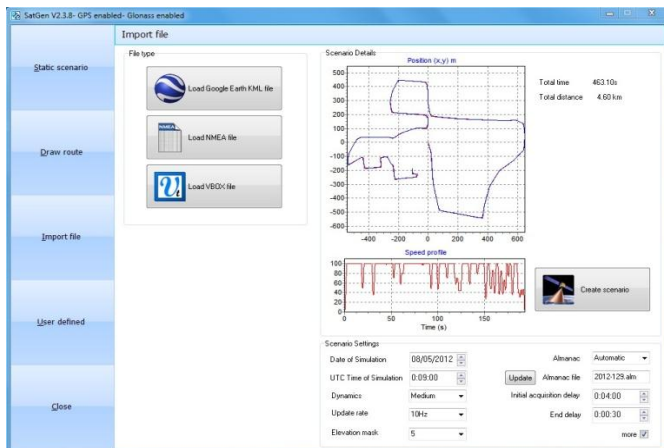 SatGen V2.3.8- GPS enabled- Glonass enabled
Static scenario
Draw route
Import file
User defined
Close
Import file
File type
Load Google Earth KML file
NMEA
Load NMEA file
Load VBOX file
Scenario Details
Position (x,y) m
500
400
300
200
100
0
-100
-200
-300
-400
-500
-600
-400 -200 0 200 400 600
Total time 463.10s
Total distance 4.60 km
Speed profile
100
80
60
40
20
0
0 50 100 150
Time (s)
Create scenario
Scenario Settings
Date of Simulation 08/05/2012
UTC Time of Simulation 0:09:00
Dynamics Medium
Update rate 10Hz
Elevation mask 5
Almanac Automatic
Update Almanac file 2012-129.alm
Initial acquisition delay 0:04:00
End delay 0:00:30
more